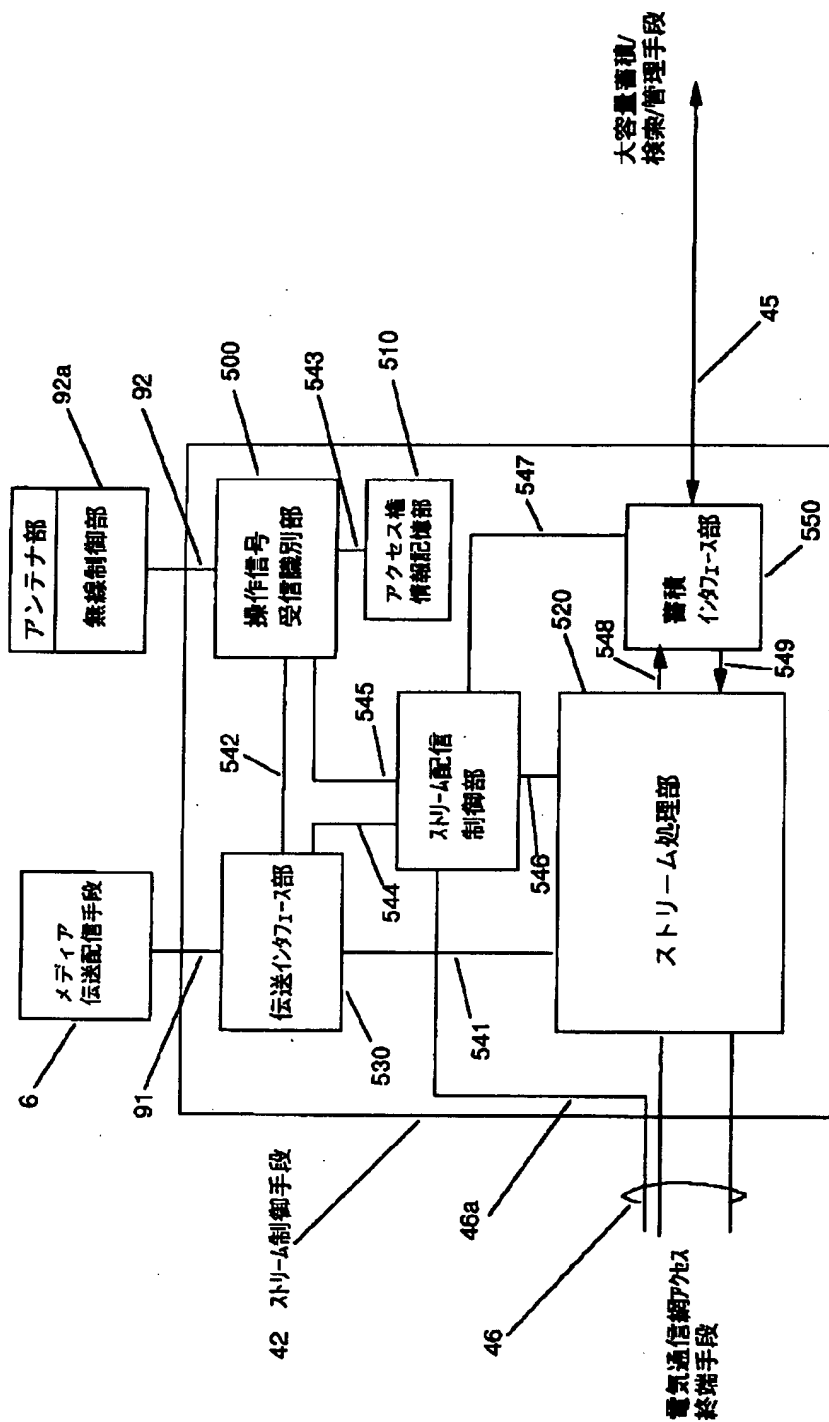 大容量蓄積/
検索/管理手段
45
アンテナ部
無線制御部
92a
92
500
操作信号
受信識別部
543
510
アクセス権
情報記憶部
547
蓄積
インタフェース部
550
520
548
549
542
545
ストリーム配信
制御部
544
546
ストリーム処理部
メディア
伝送配信手段
6
91
伝送インタフェース部
530
541
42 ストリーム制御手段
46a
46
電気通信網アクセス
終端手段